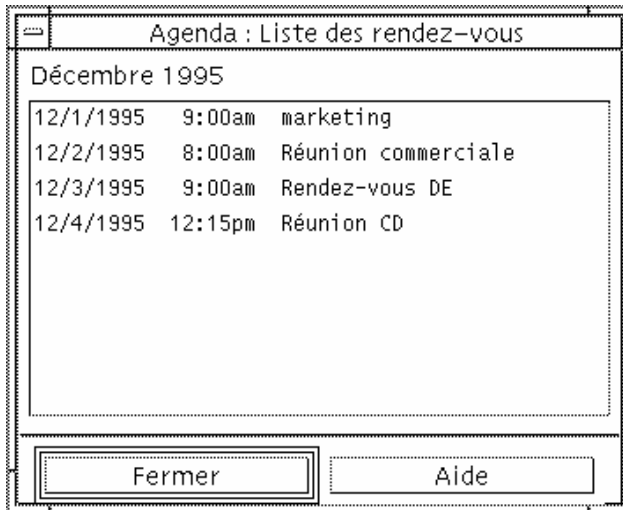 Agenda : Liste des rendez-vous
Décembre 1995
12/1/1995 9:00am marketing
12/2/1995 8:00am Réunion commerciale
12/3/1995 9:00am Rendez-vous DE
12/4/1995 12:15pm Réunion CD
Fermer Aide